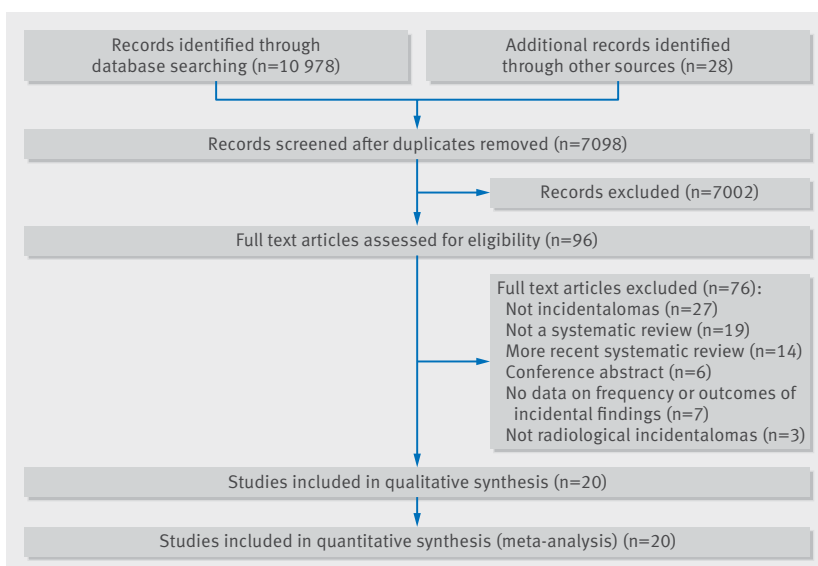 Records identified through
database searching (n=10 978)
Additional records identified
through other sources (n=28)
Records screened after duplicates removed (n=7098)
Records excluded (n=7002)
Full text articles assessed for eligibility (n=96)
Full text articles excluded (n=76):
Not incidentalomas (n=27)
Not a systematic review (n=19)
More recent systematic review (n=14)
Conference abstract (n=6)
No data on frequency or outcomes of
incidental findings (n=7)
Not radiological incidentalomas (n=3)
Studies included in qualitative synthesis (n=20)
Studies included in quantitative synthesis (meta-analysis) (n=20)